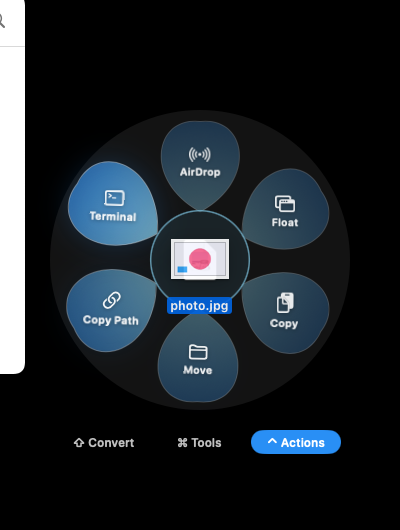 AirDrop
Terminal
Float
photo.jpg
Copy Path
Copy
Move
⇧ Convert
⌘ Tools
⌃ Actions